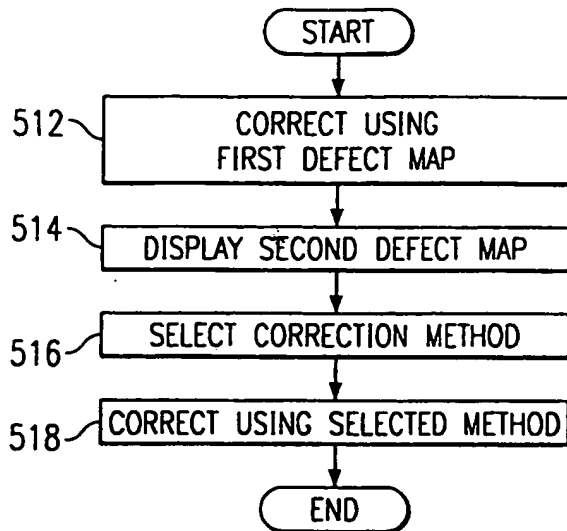 START
512
CORRECT USING
FIRST DEFECT MAP
514
DISPLAY SECOND DEFECT MAP
516
SELECT CORRECTION METHOD
518
CORRECT USING SELECTED METHOD
END